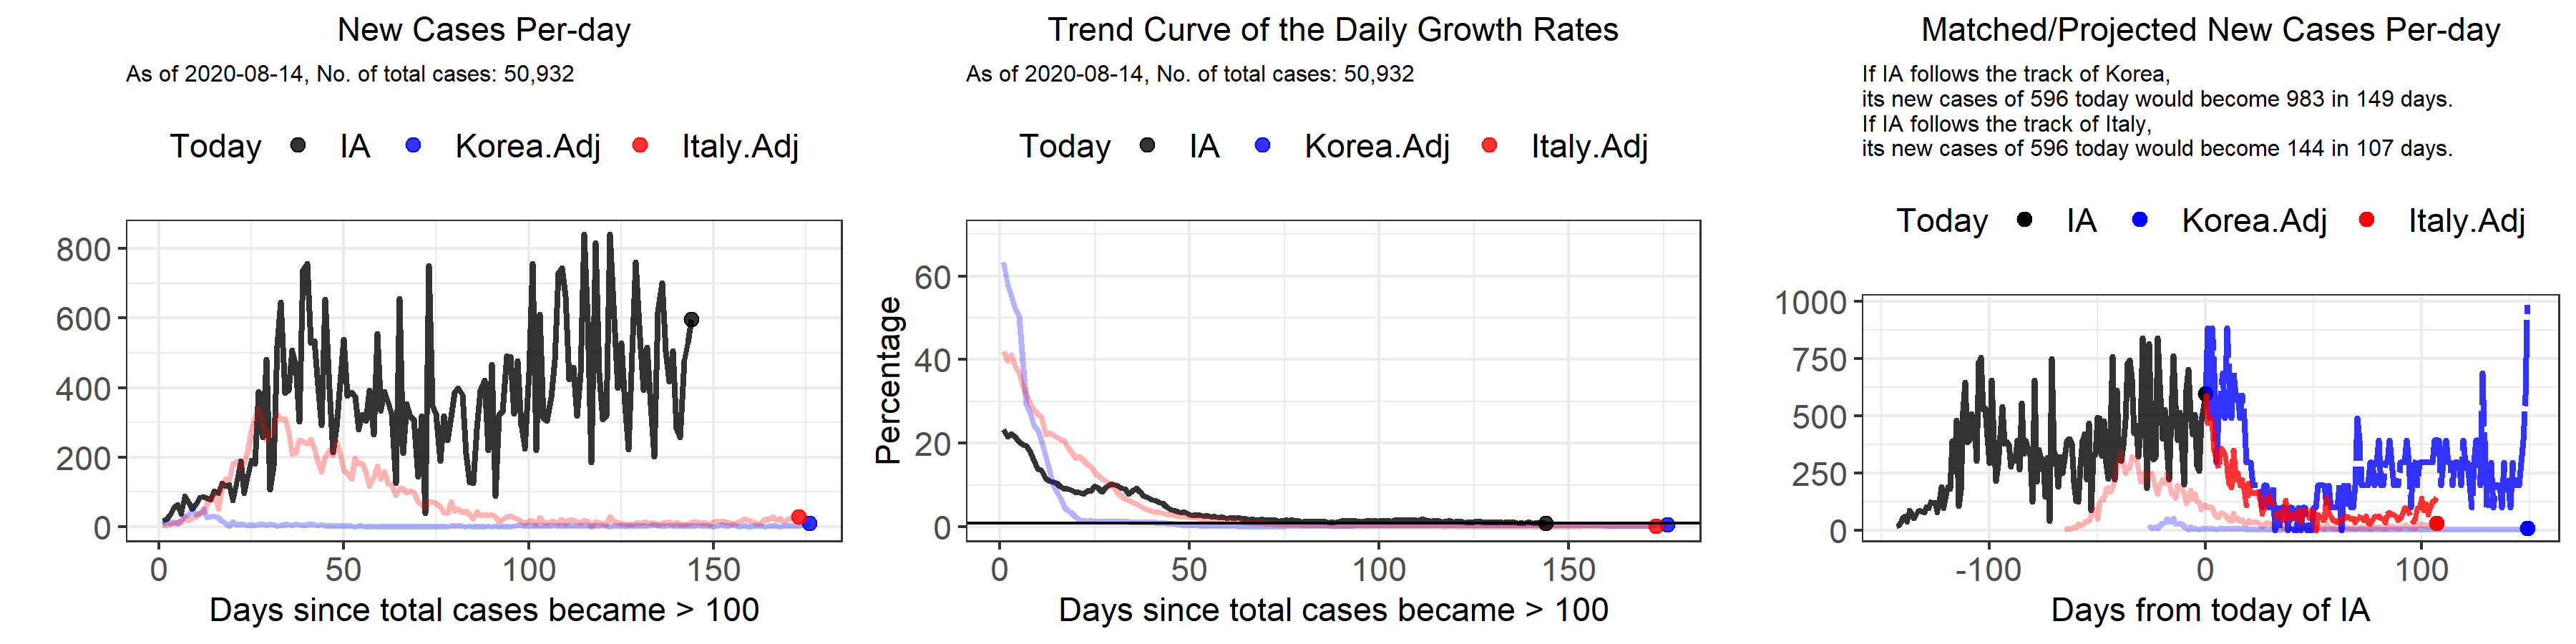 New Cases Per-day
As of 2020-08-14, No. of total cases: 50,932
Today IA Korea.Adj Italy.Adj
800
600
400
200
0
0 50 100 150
Days since total cases became > 100
Trend Curve of the Daily Growth Rates
As of 2020-08-14, No. of total cases: 50,932
Today IA Korea.Adj Italy.Adj
Percentage
60
40
20
0
0 50 100 150
Days since total cases became > 100
Matched/Projected New Cases Per-day
If IA follows the track of Korea,
its new cases of 596 today would become 983 in 149 days.
If IA follows the track of Italy,
its new cases of 596 today would become 144 in 107 days.
Today IA Korea.Adj Italy.Adj
1000
750
500
250
0
-100 0 100
Days from today of IA